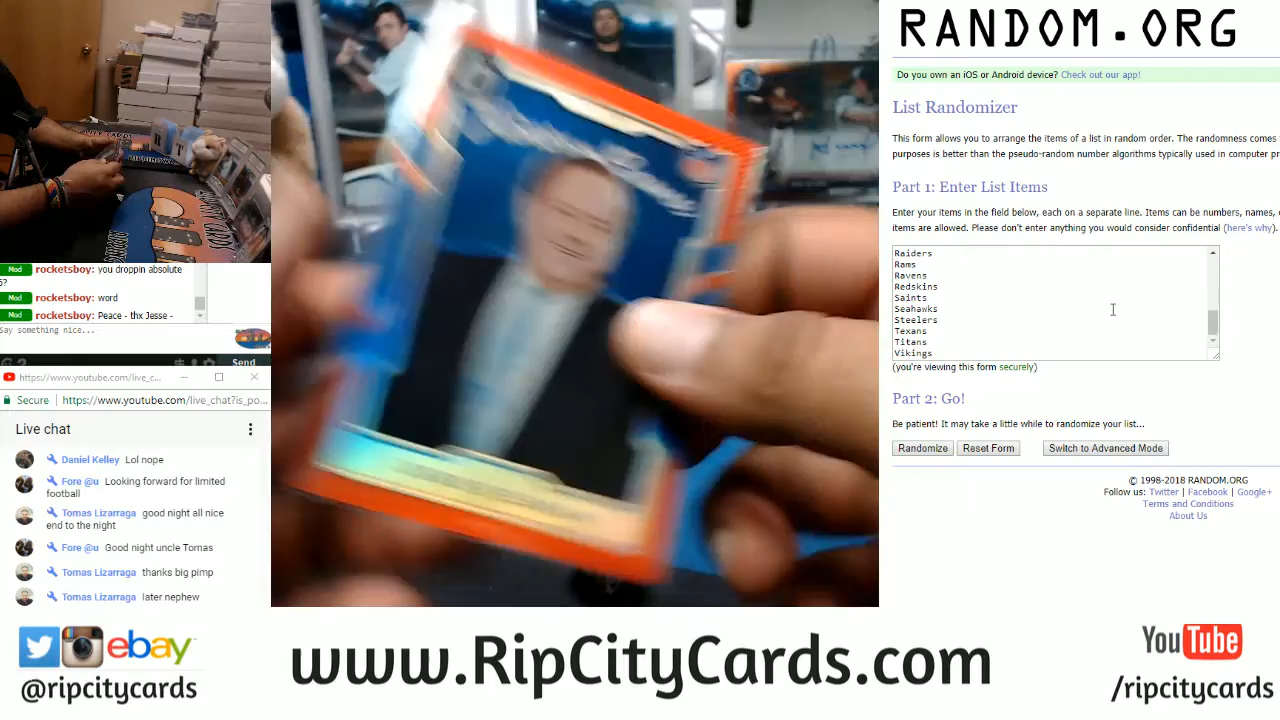 RANDOM.ORG
Do you own an iOS or Android device? Check out our app!
List Randomizer
This form allows you to arrange the items of a list in random order. The randomness comes
purposes is better than the pseudo-random number algorithms typically used in computer pr
Part 1: Enter List Items
Enter your items in the field below, each on a separate line. Items can be numbers, names,
items are allowed. Please don't enter anything you would consider confidential (here's why).
Raiders
Rams
Ravens
Redskins
Saints
Seahawks
Steelers
Texans
Titans
Vikings
(you're viewing this form securely)
Part 2: Go!
Be patient! It may take a little while to randomize your list...
Randomize Reset Form Switch to Advanced Mode
© 1998-2018 RANDOM.ORG
Follow us: Twitter | Facebook | Google+
Terms and Conditions
About Us
Mod rocketsboy: you droppin absolute
6?
Mod rocketsboy: word
Mod rocketsboy: Peace - thx Jesse -
Say something nice...
Send
https://www.youtube.com/live_c...
Secure https://www.youtube.com/live_chat?is_po...
Live chat
Daniel Kelley Lol nope
Fore @u Looking forward for limited
football
Tomas Lizarraga good night all nice
end to the night
Fore @u Good night uncle Tomas
Tomas Lizarraga thanks big pimp
Tomas Lizarraga later nephew
ebay
@ripcitycards
www.RipCityCards.com
YouTube
/ripcitycards